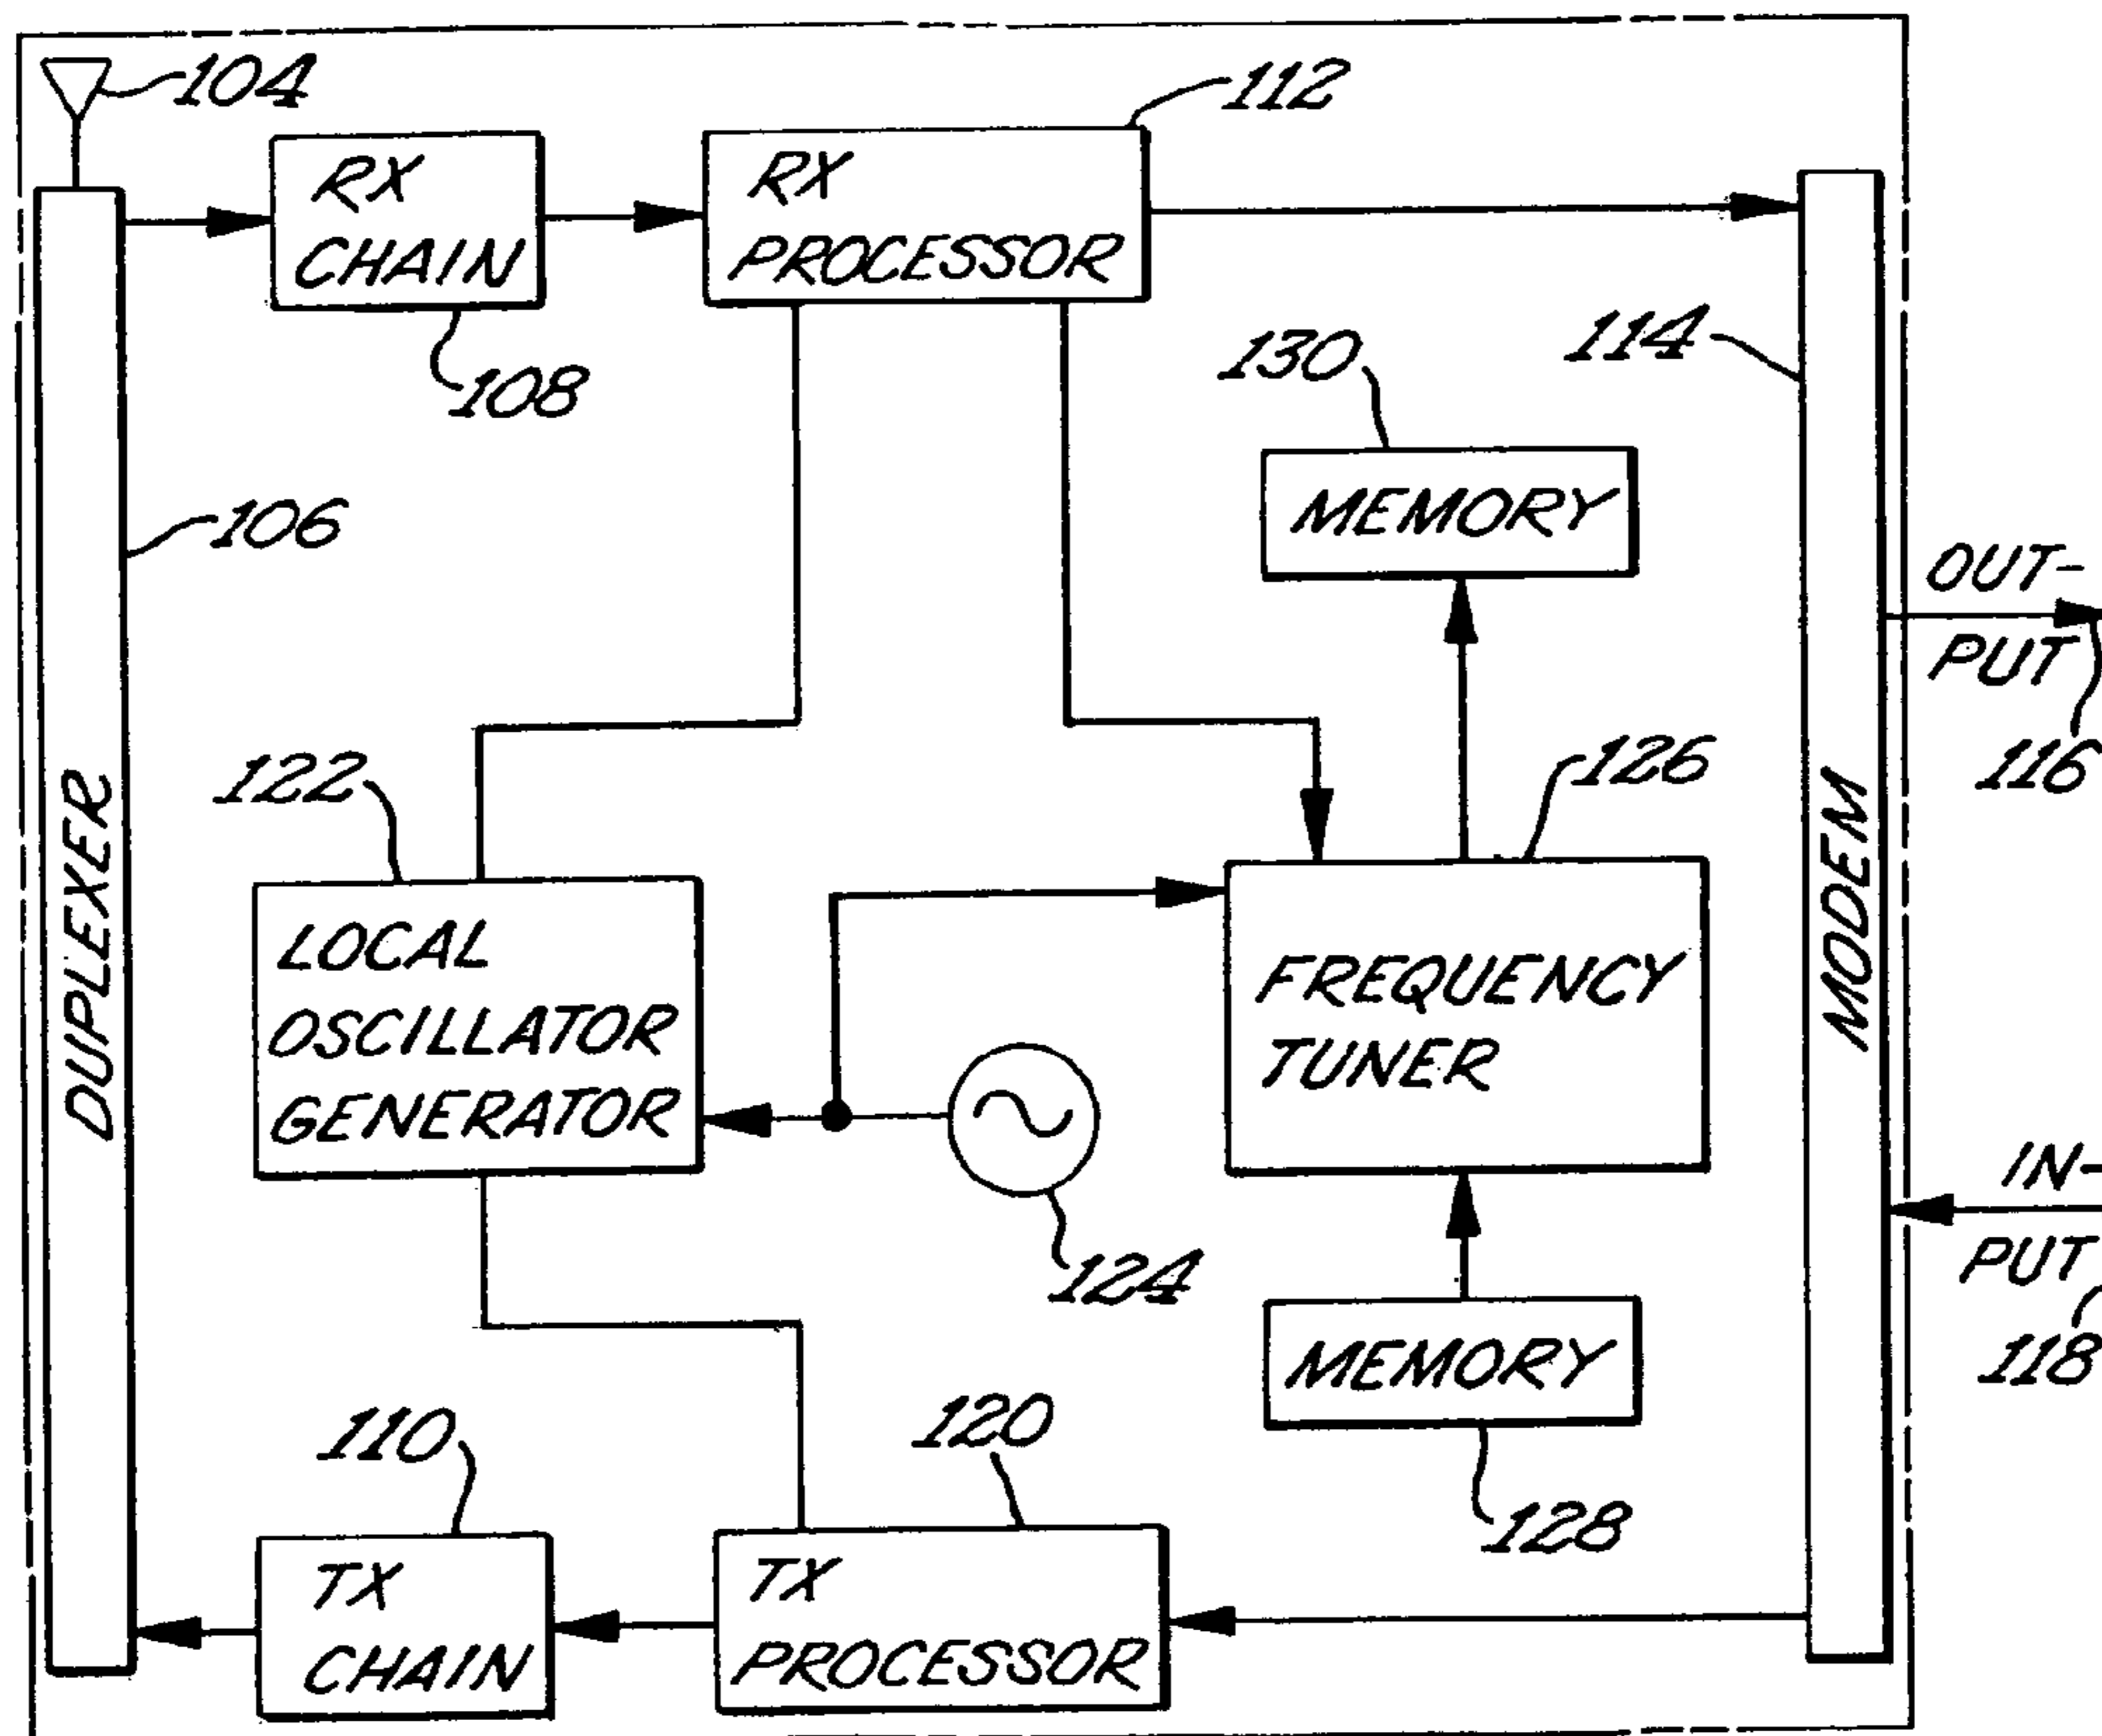 104
112
RX
CHAIN
RX
PROCESSOR
108
130
114
MEMORY
106
OUT-
PUT
116
122
126
DUPLEXER
LOCAL
OSCILLATOR
GENERATOR
FREQUENCY
TUNER
MODEM
124
IN-
PUT
118
MEMORY
110
120
128
TX
CHAIN
TX
PROCESSOR